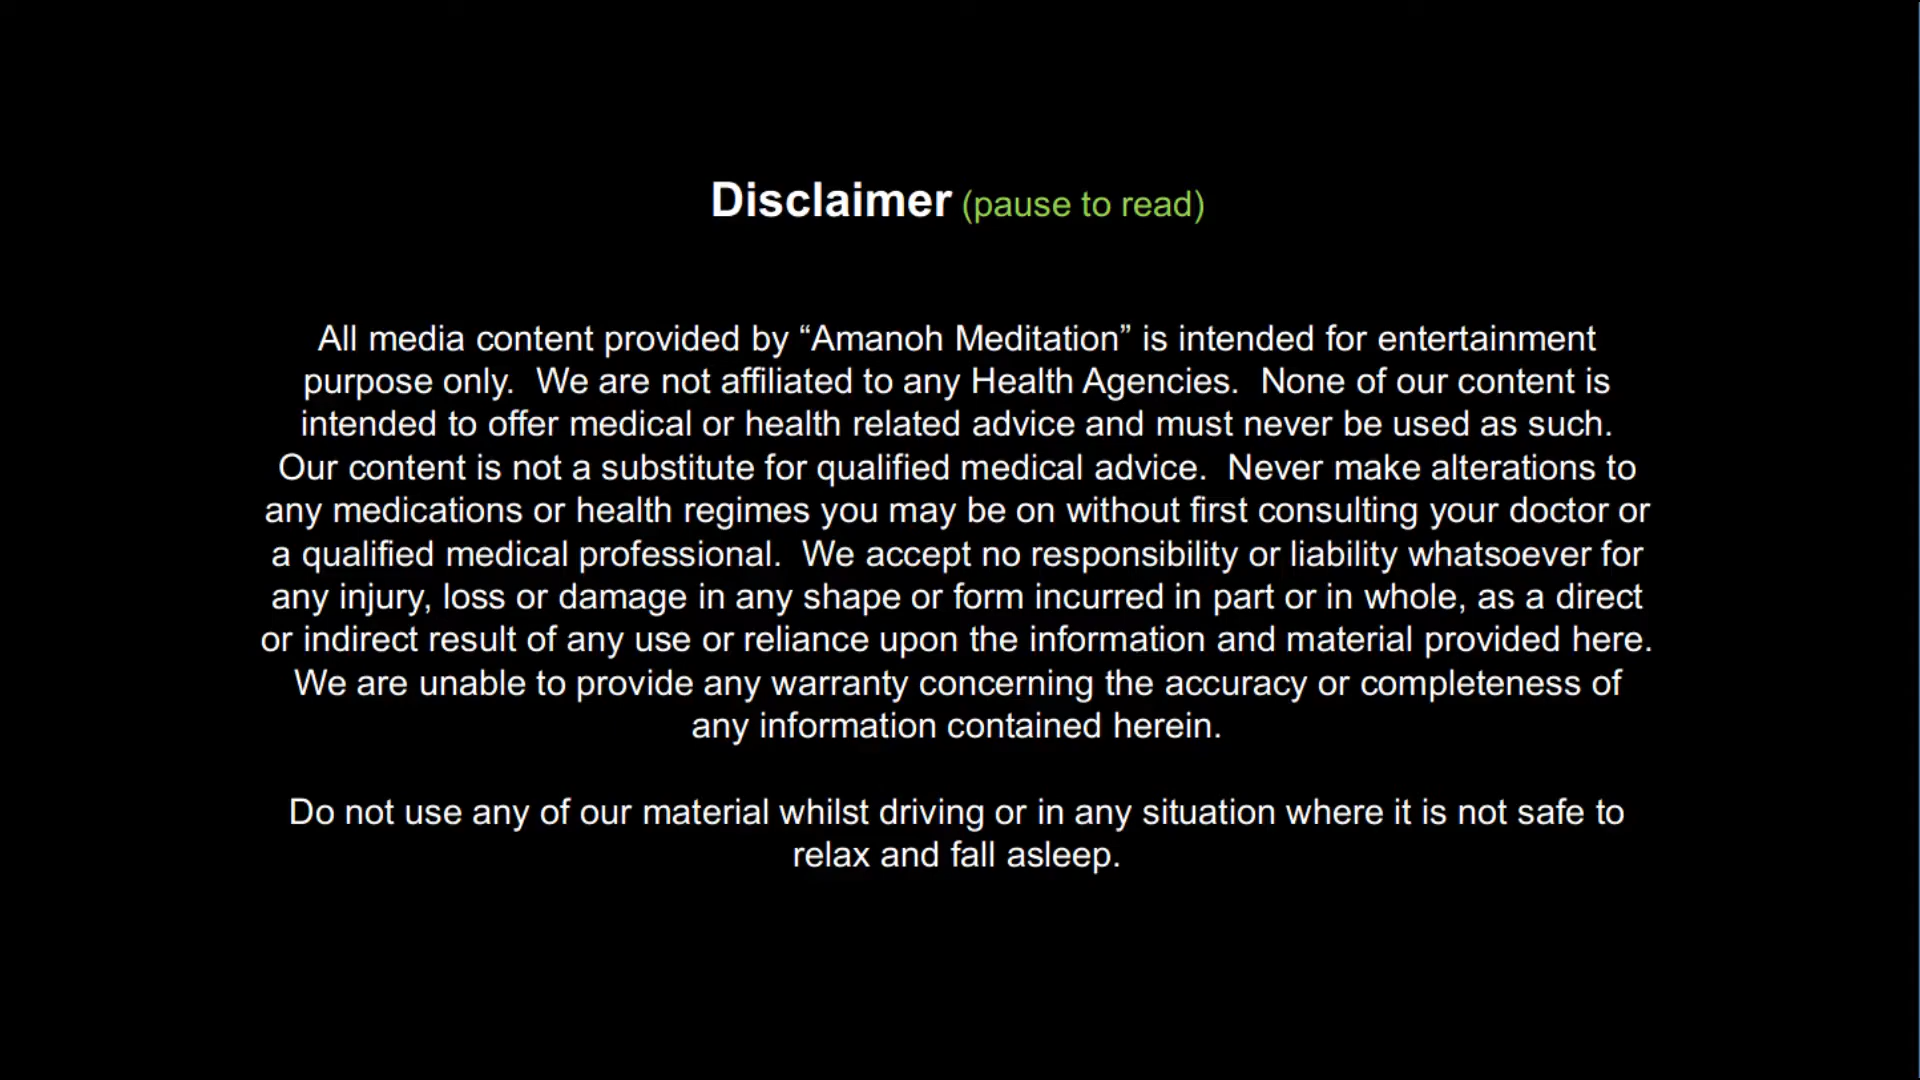 Disclaimer (pause to read)
All media content provided by “Amanoh Meditation” is intended for entertainment
purpose only.  We are not affiliated to any Health Agencies.  None of our content is
intended to offer medical or health related advice and must never be used as such.
Our content is not a substitute for qualified medical advice.  Never make alterations to
any medications or health regimes you may be on without first consulting your doctor or
a qualified medical professional.  We accept no responsibility or liability whatsoever for
any injury, loss or damage in any shape or form incurred in part or in whole, as a direct
or indirect result of any use or reliance upon the information and material provided here.
We are unable to provide any warranty concerning the accuracy or completeness of
any information contained herein.
Do not use any of our material whilst driving or in any situation where it is not safe to
relax and fall asleep.